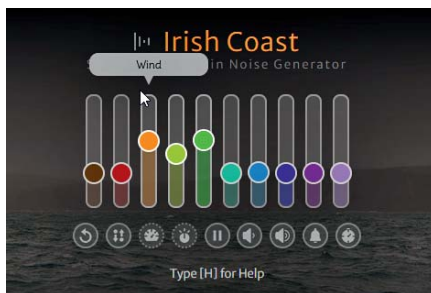 Irish Coast
Wind
in Noise Generator
Type [H] for Help